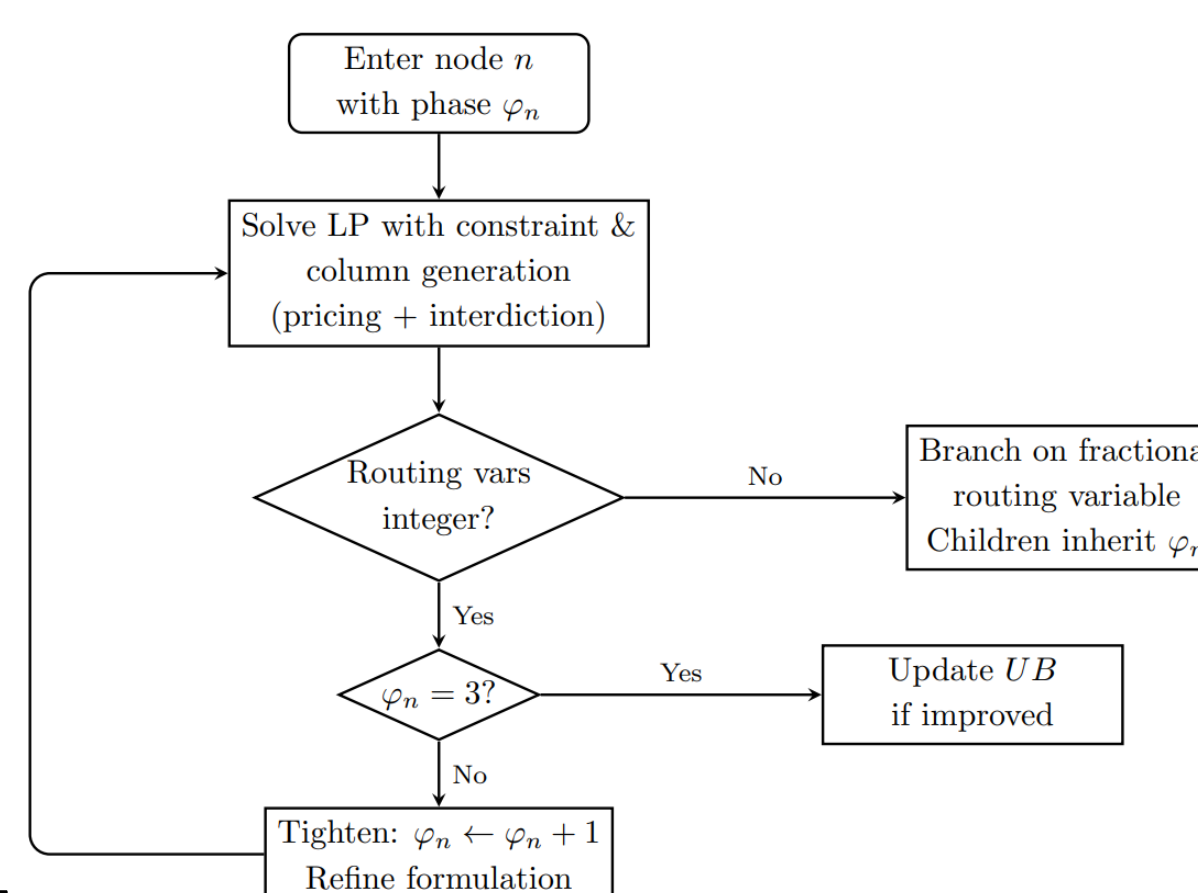 Enter node n
with phase φₙ
Solve LP with constraint &
column generation
(pricing + interdiction)
Routing vars
integer?
No
Branch on fractiona
routing variable
Children inherit φₙ
Yes
φₙ = 3?
Yes
Update UB
if improved
No
Tighten: φₙ ← φₙ + 1
Refine formulation